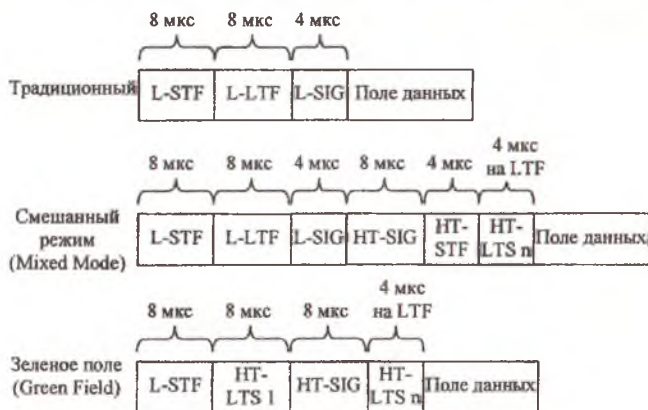 8 мкс 8 мкс 4 мкс
Традиционный L-STF L-LTF L-SIG Поле данных
4 мкс
8 мкс 8 мкс 4 мкс 8 мкс 4 мкс на LTF
Смешанный
режим
(Mixed Mode)
L-STF L-LTF L-SIG HT-SIG HT-
STF HT-
LTS n Поле данных
4 мкс
8 мкс 8 мкс 8 мкс на LTF
Зеленое поле
(Green Field)
L-STF HT-
LTS 1 HT-SIG HT-
LTS n Поле данных